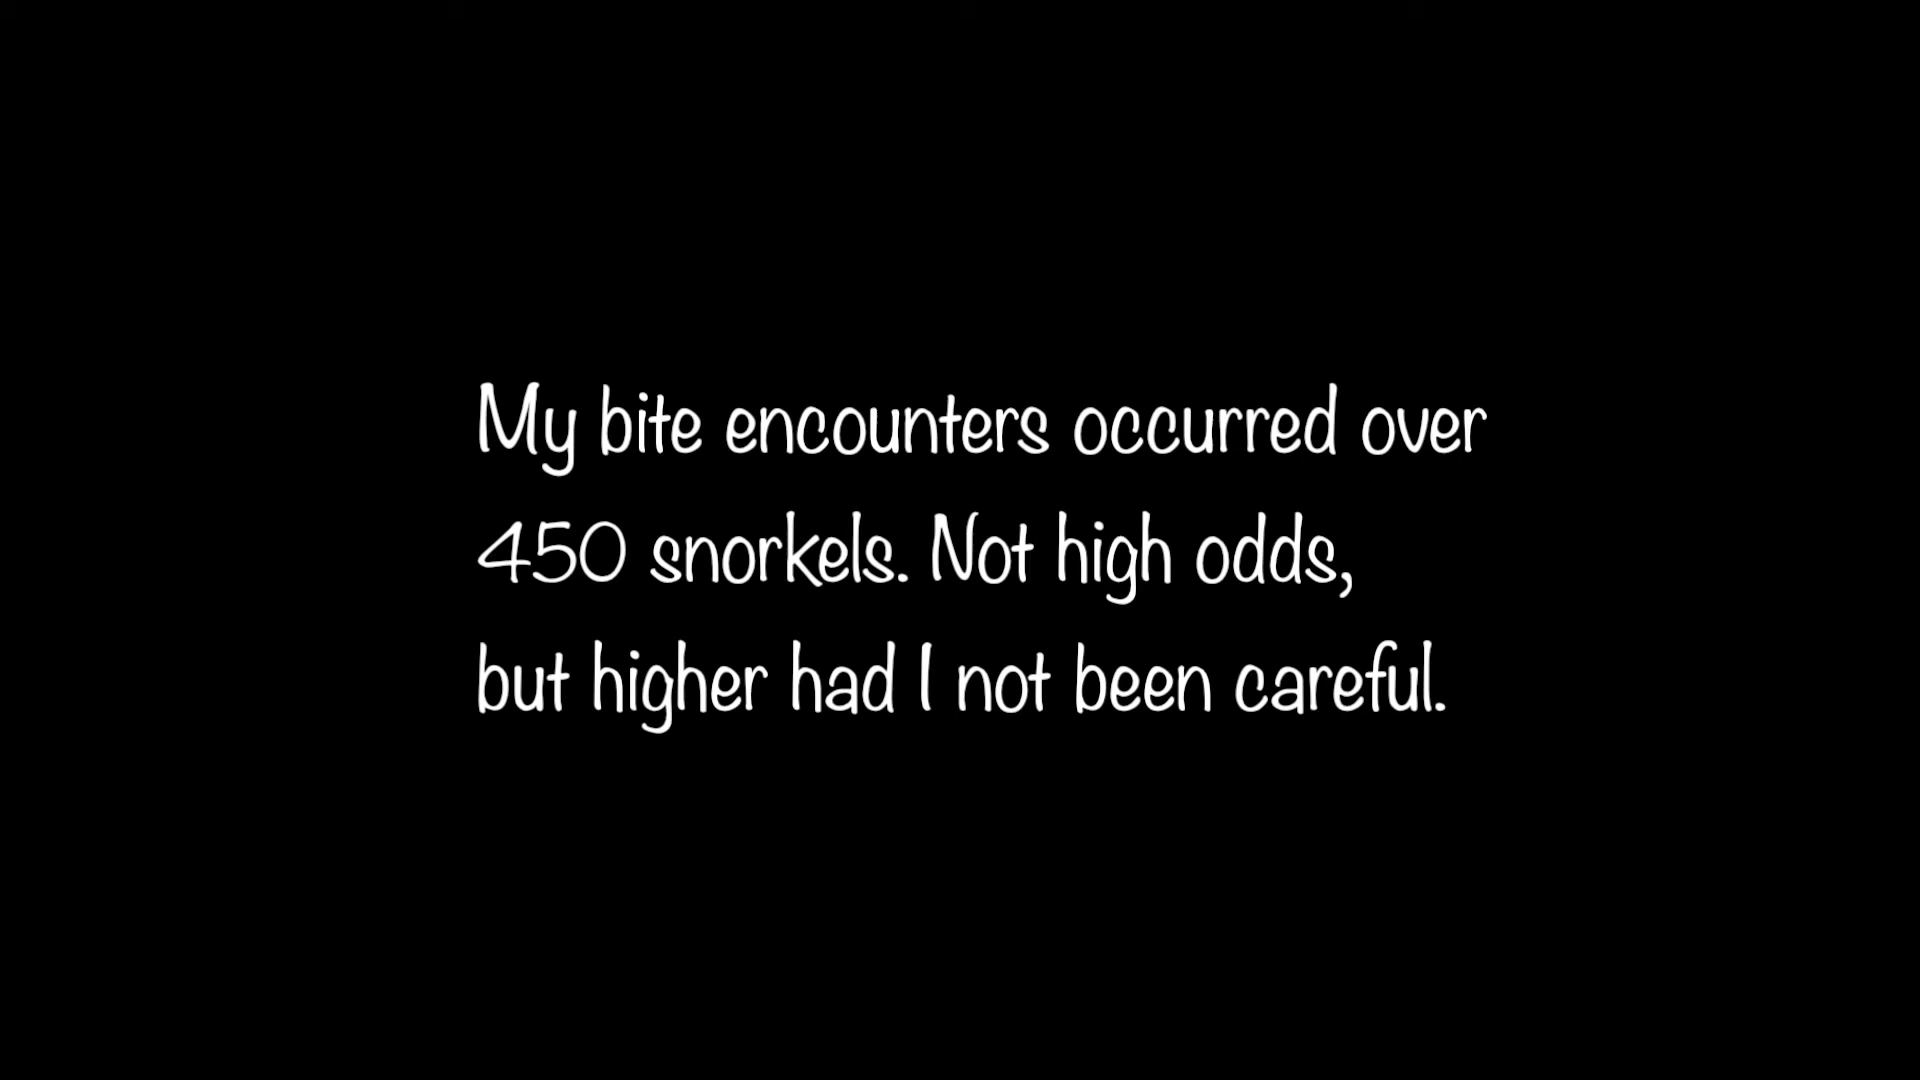 My bite encounters occurred over
450 snorkels. Not high odds,
but higher had I not been careful.